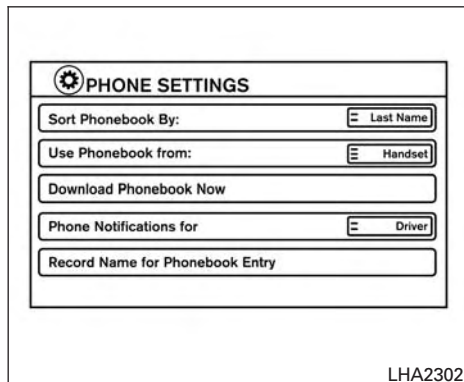 PHONE SETTINGS
Sort Phonebook By: Last Name
Use Phonebook from: Handset
Download Phonebook Now
Phone Notifications for Driver
Record Name for Phonebook Entry
LHA2302